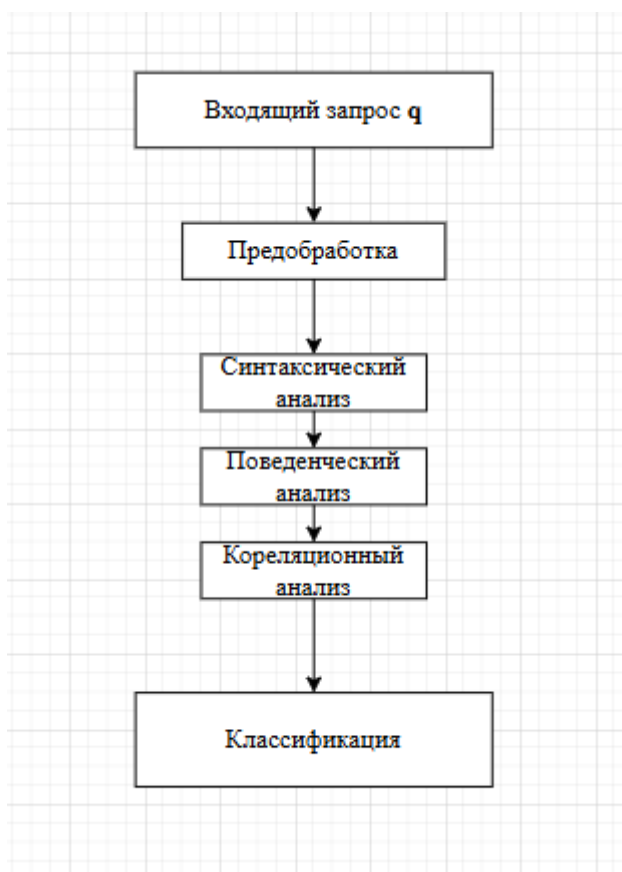 Входящий запрос q
Предобработка
Синтаксический
анализ
Поведенческий
анализ
Кореляционный
анализ
Классификация